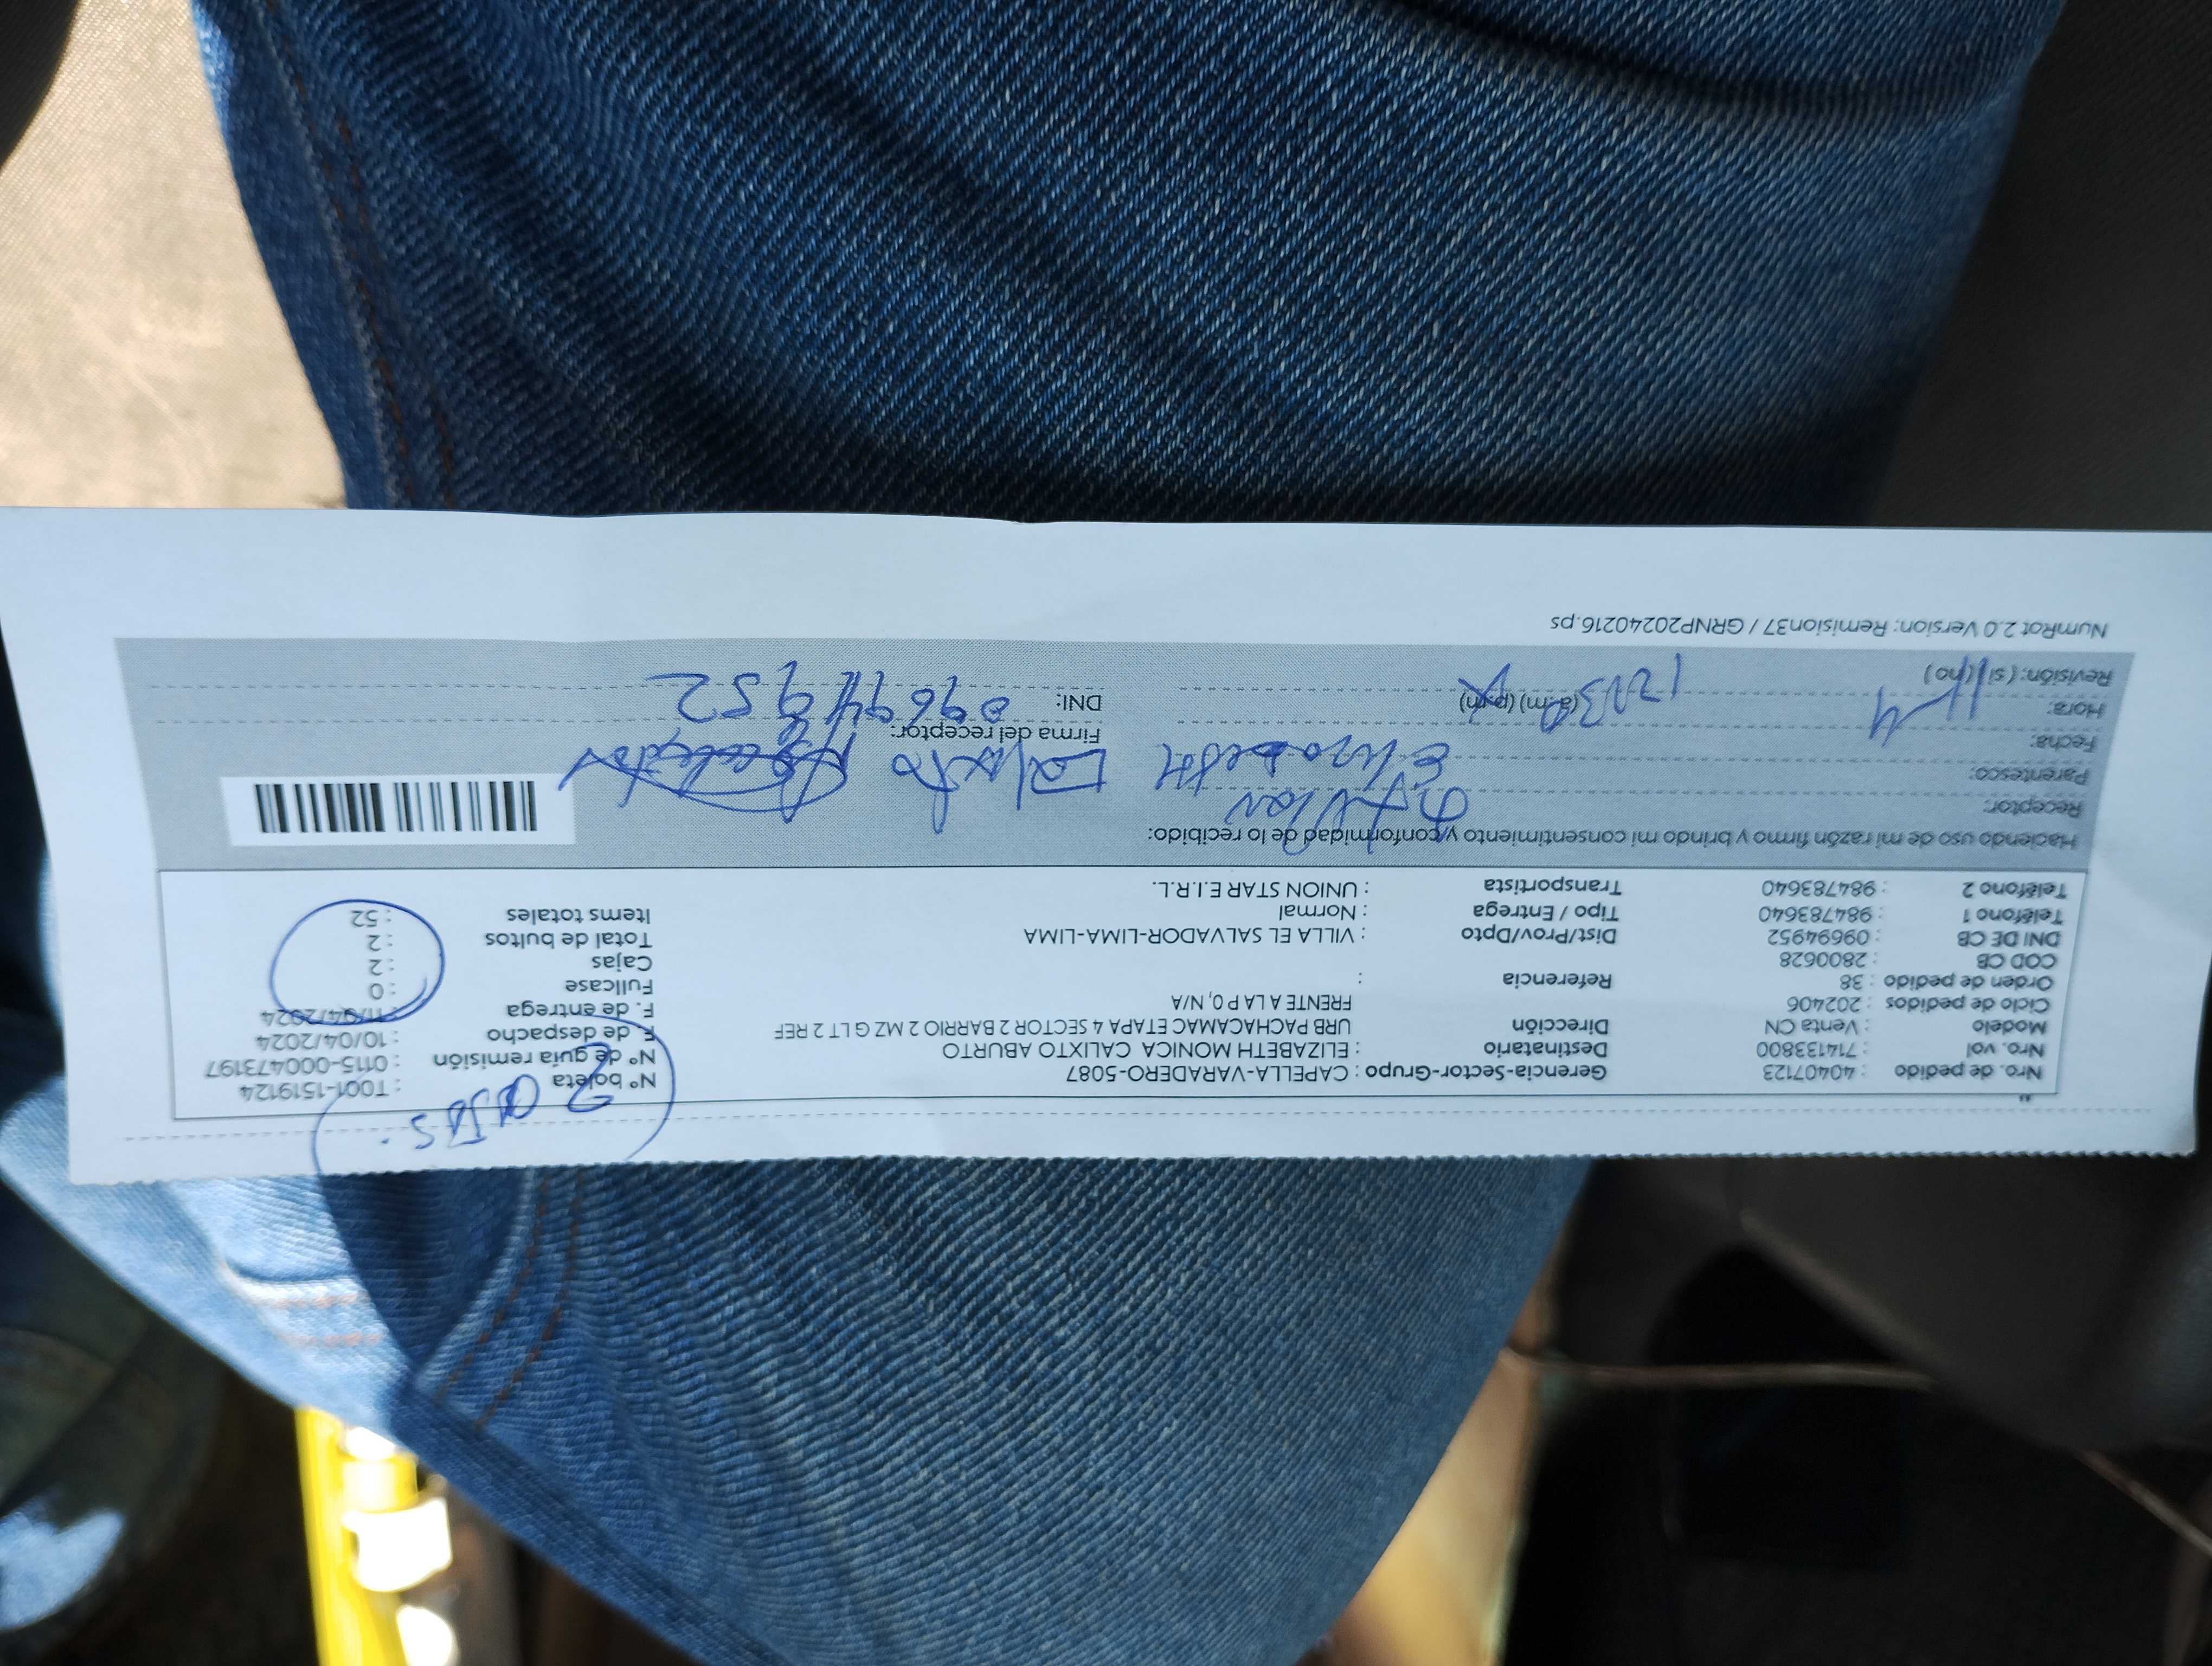 2 CAJAS.
Nro. de pedido : 40407123 Gerencia-Sector-Grupo : CAPELLA-VARADERO-5087 N° boleta : T001-1519124
Nro. vol : 714133800 Destinatario : ELIZABETH MONICA CALIXTO ABURTO N° de guía remisión : 0115-000473197
Modelo : Venta CN Dirección URB PACHACAMAC ETAPA 4 SECTOR 2 BARRIO 2 MZ G LT 2 REF F. de despacho : 10/04/2024
Ciclo de pedidos : 202406 FRENTE A LA P 0, N/A F. de entrega : 11/04/2024
Orden de pedido : 38 Referencia : Fullcase : 0
COD CB : 2800628 Cajas : 2
DNI DE CB : 09694952 Dist/Prov/Dpto : VILLA EL SALVADOR-LIMA-LIMA Total de bultos : 2
Teléfono 1 : 984783640 Tipo / Entrega : Normal Items totales : 52
Teléfono 2 : 984783640 Transportista : UNION STAR E.I.R.L.
Haciendo uso de mi razón firmo y brindo mi consentimiento y conformidad de lo recibido:
Receptor:
Parentesco: Elizabeth Calixto
Fecha: 11-4 Firma del receptor:
Hora: (a.m) (p.m) DNI: 09694952
Revisión: ( si ) ( no )
NumRot 2.0 Version: Remision37 / GRNP20240216.ps